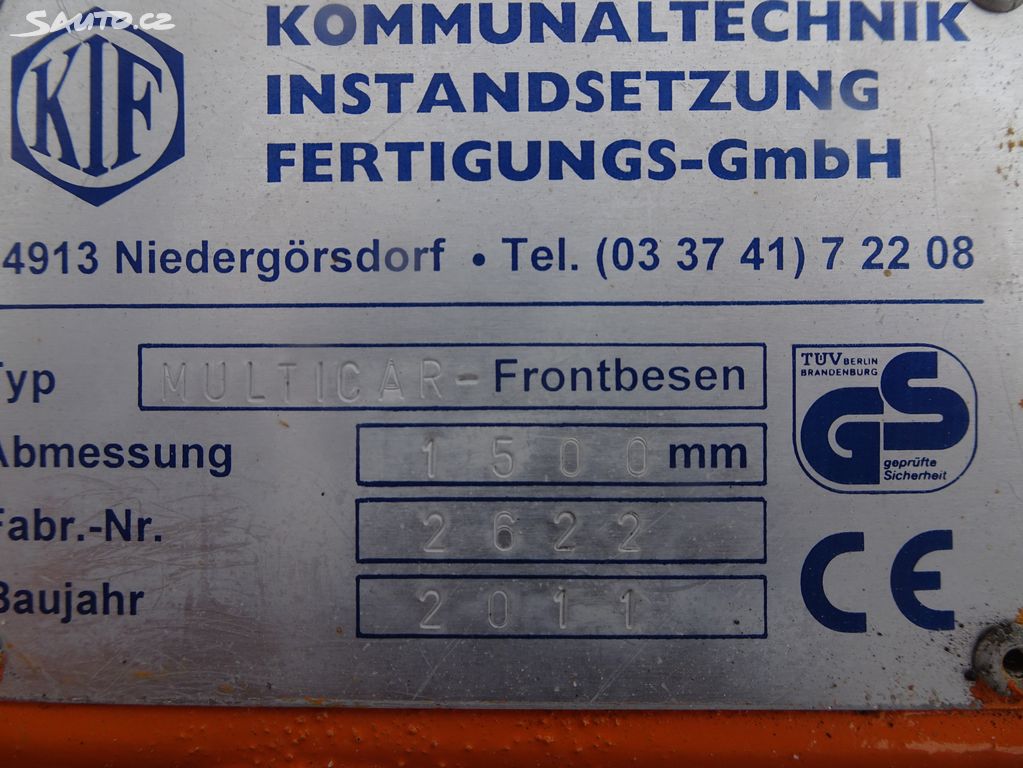 SAUTO.CZ
KIF
KOMMUNALTECHNIK
INSTANDSETZUNG
FERTIGUNGS-GmbH
4913 Niedergörsdorf • Tel. (03 37 41) 7 22 08
Typ MULTICAR-Frontbesen
TÜV BERLIN
BRANDENBURG
GS
geprüfte
Sicherheit
Abmessung 1500 mm
Fabr.-Nr. 2622
Baujahr 2011
CE